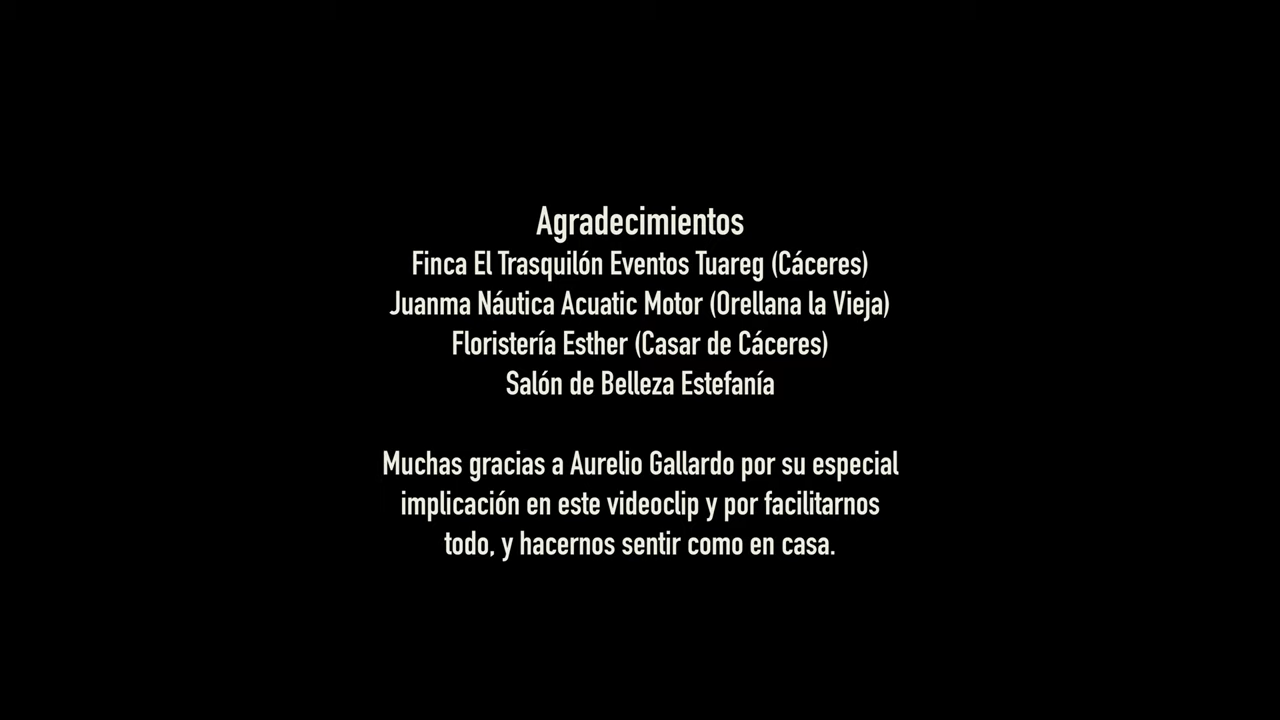 Agradecimientos
Finca El Trasquilón Eventos Tuareg (Cáceres)
Juanma Náutica Acuatic Motor (Orellana la Vieja)
Floristería Esther (Casar de Cáceres)
Salón de Belleza Estefanía
Muchas gracias a Aurelio Gallardo por su especial
implicación en este videoclip y por facilitarnos
todo, y hacernos sentir como en casa.